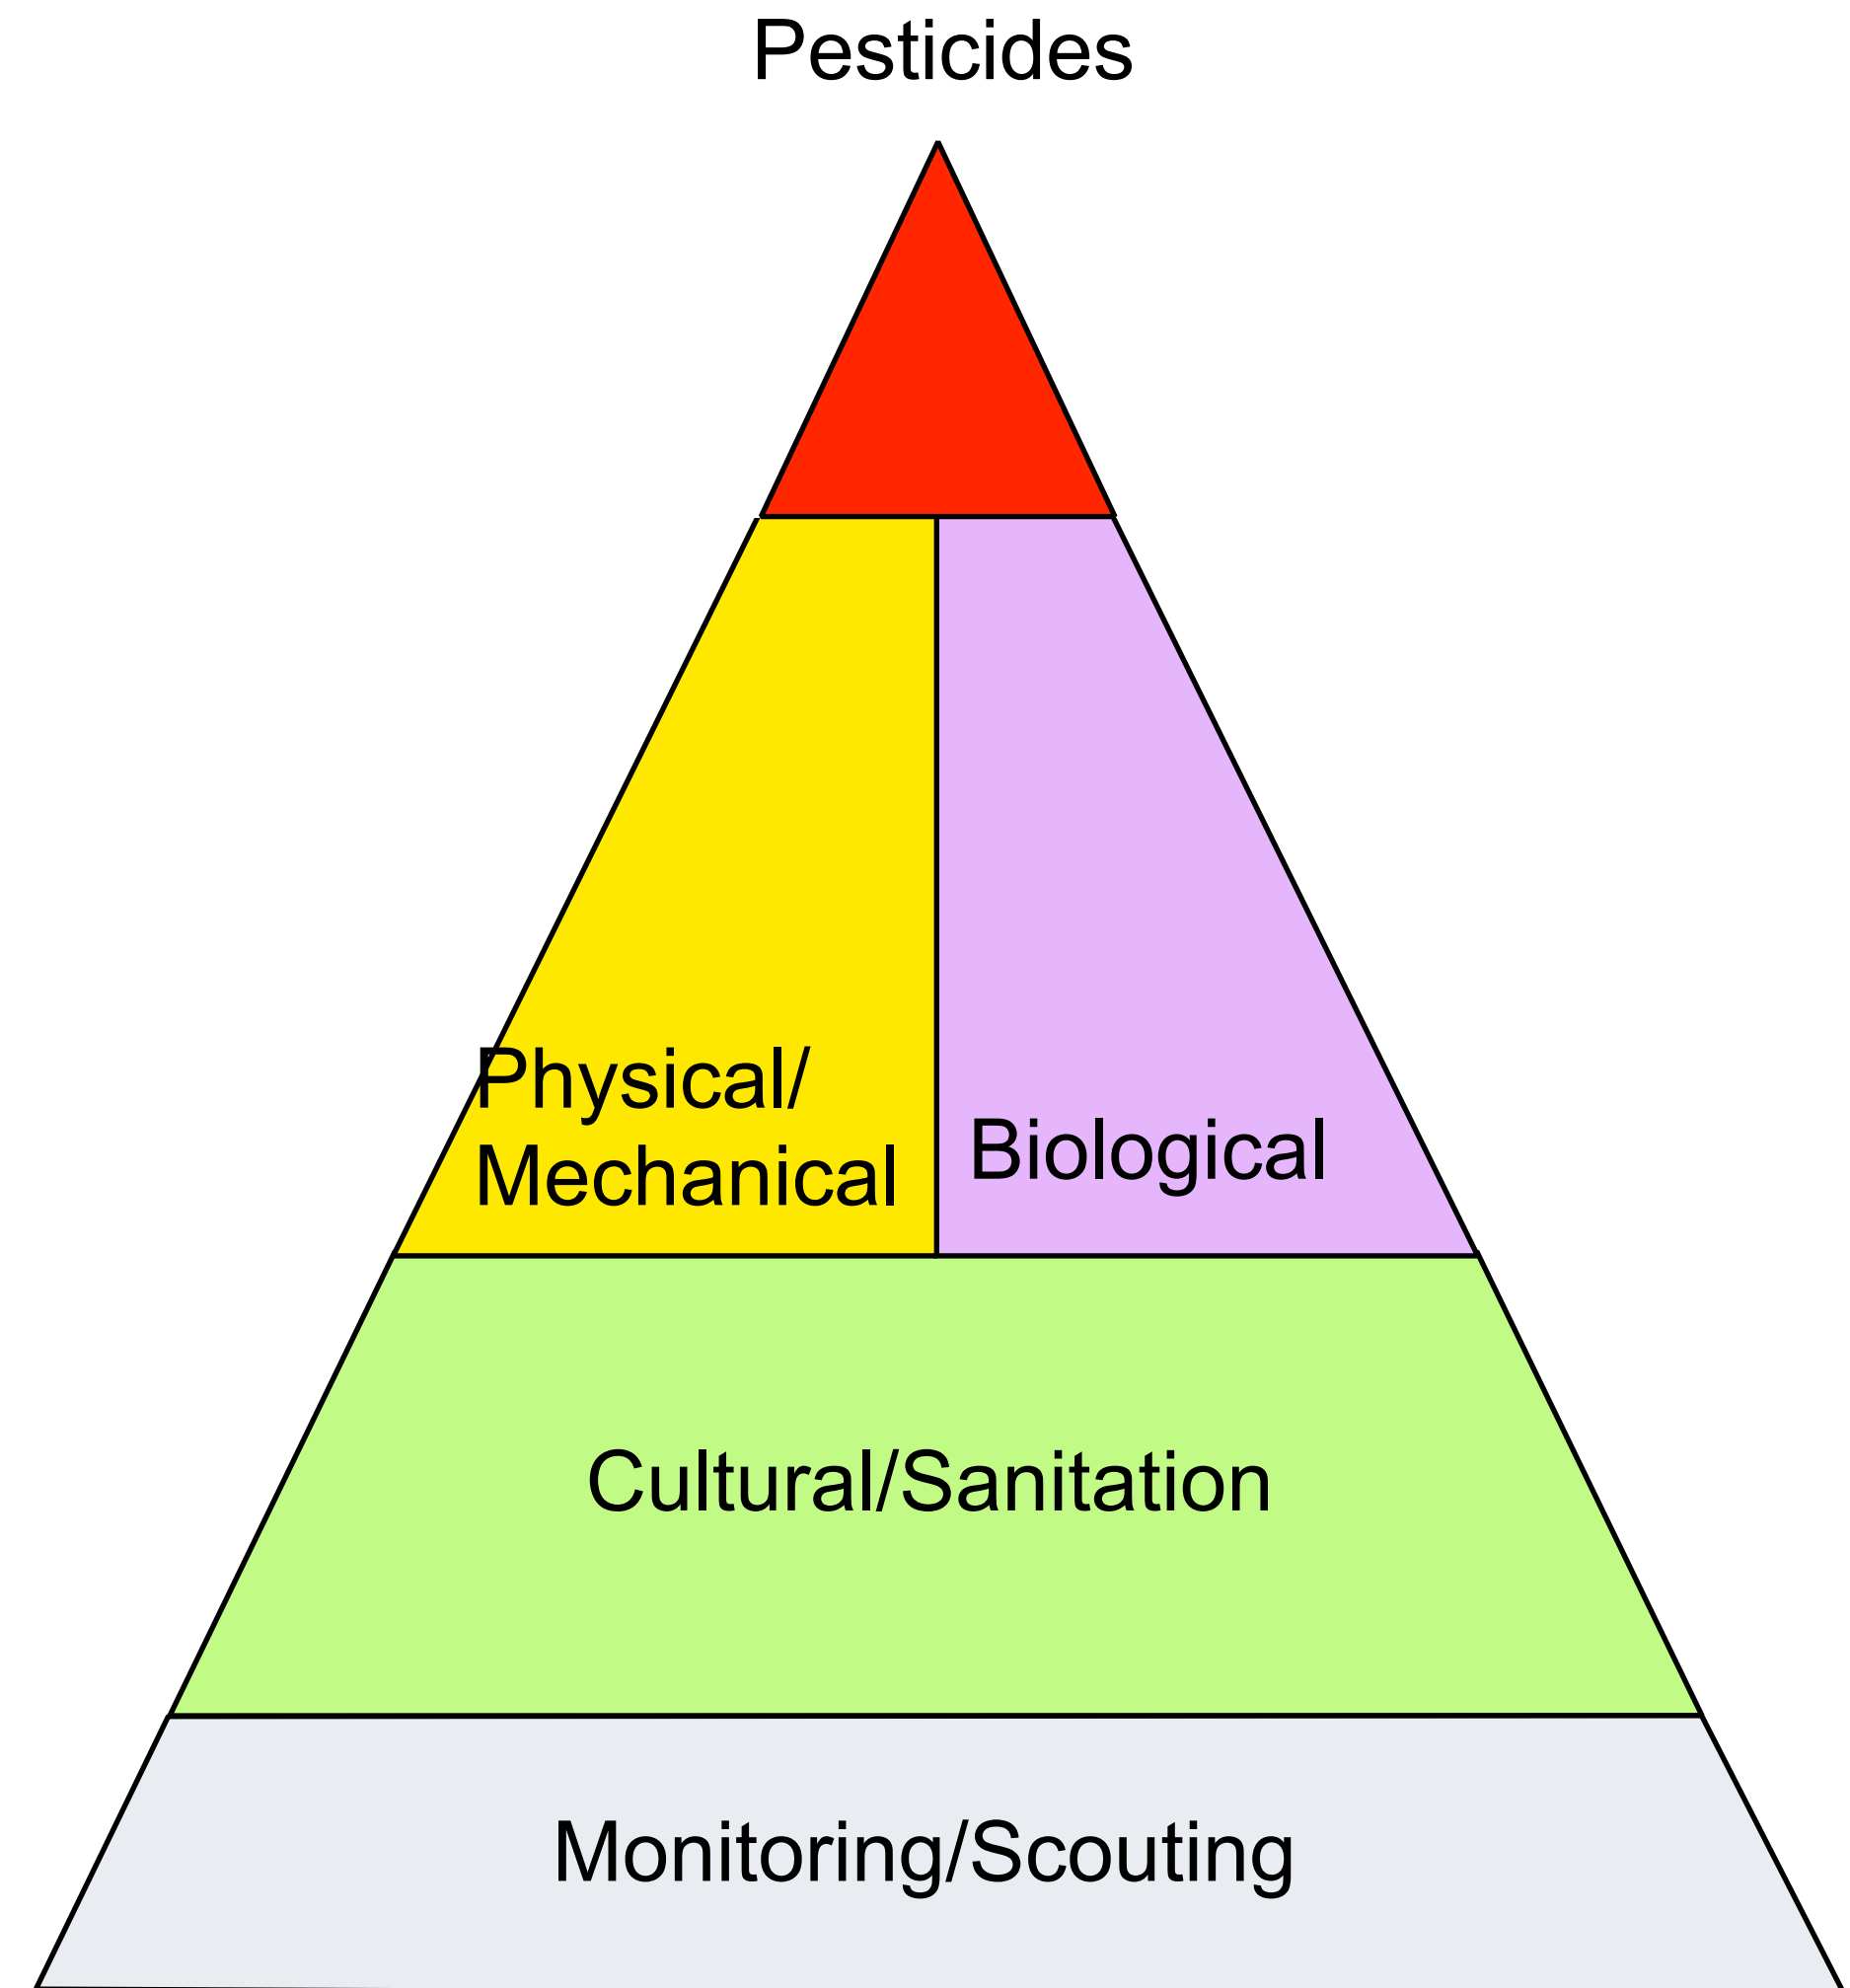 Pesticides
Physical/
Mechanical
Biological
Cultural/Sanitation
Monitoring/Scouting